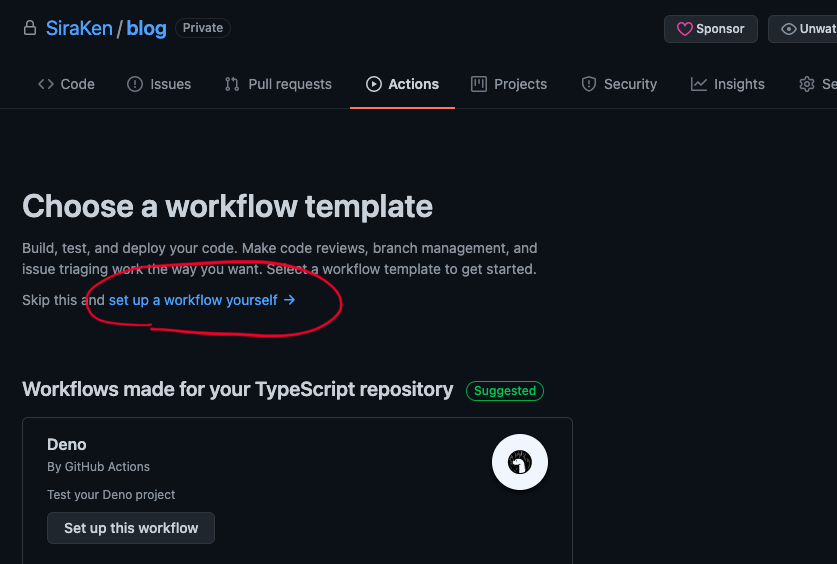 SiraKen / blog Private Sponsor
Code Issues Pull requests Actions Projects Security Insights
Choose a workflow template
Build, test, and deploy your code. Make code reviews, branch management, and
issue triaging work the way you want. Select a workflow template to get started.
Skip this and set up a workflow yourself →
Workflows made for your TypeScript repository Suggested
Deno
By GitHub Actions
Test your Deno project
Set up this workflow